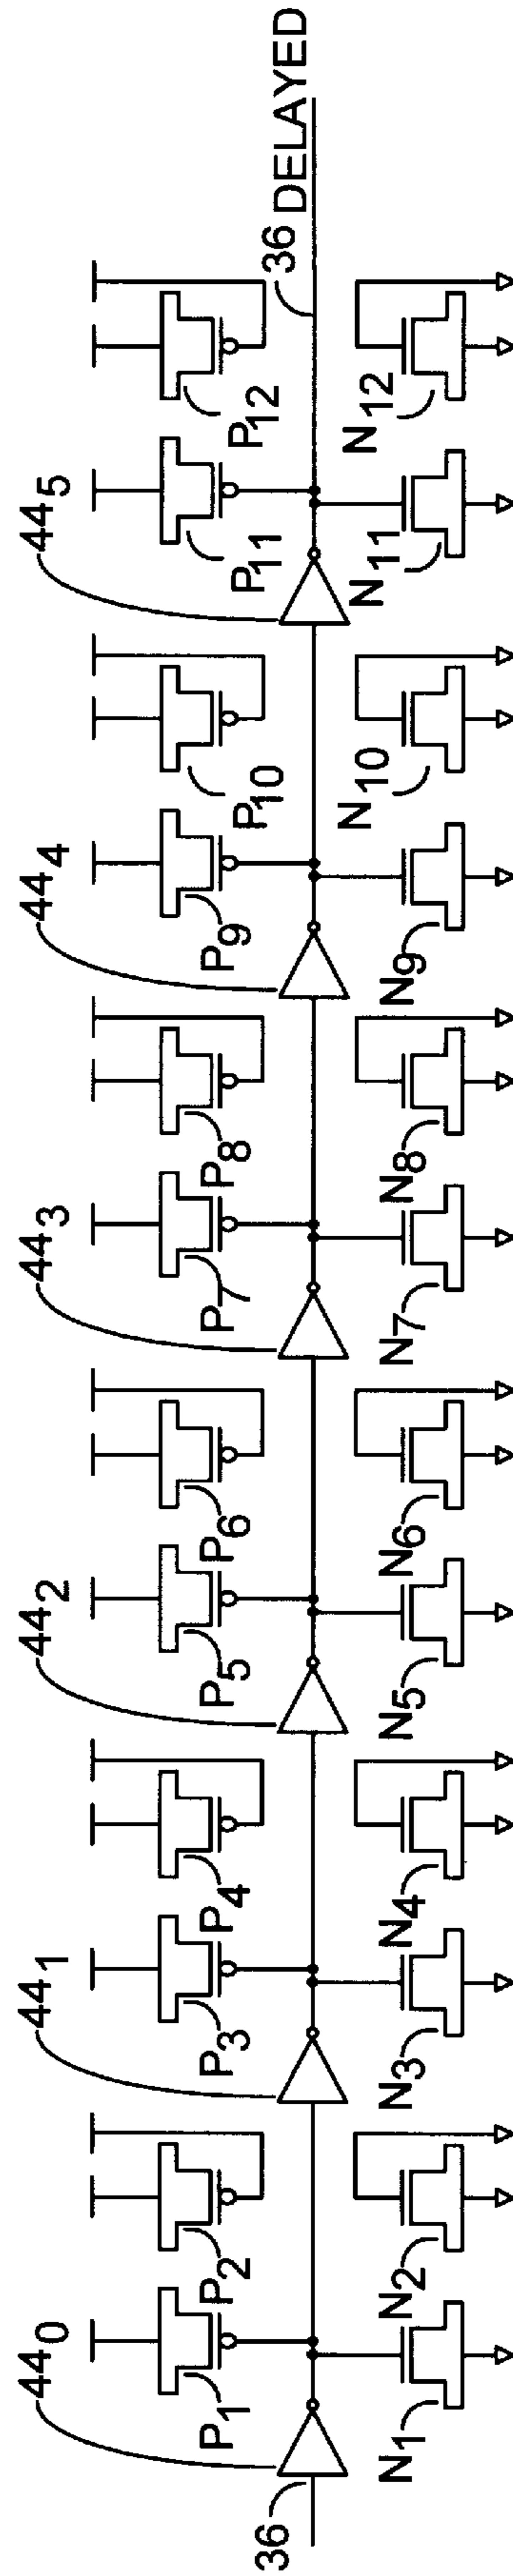 44₀ 44₁ 44₂ 44₃ 44₄ 44₅
P₁ P₂ P₃ P₄ P₅ P₆ P₇ P₈ P₉ P₁₀ P₁₁ P₁₂
36 36 DELAYED
N₁ N₂ N₃ N₄ N₅ N₆ N₇ N₈ N₉ N₁₀ N₁₁ N₁₂